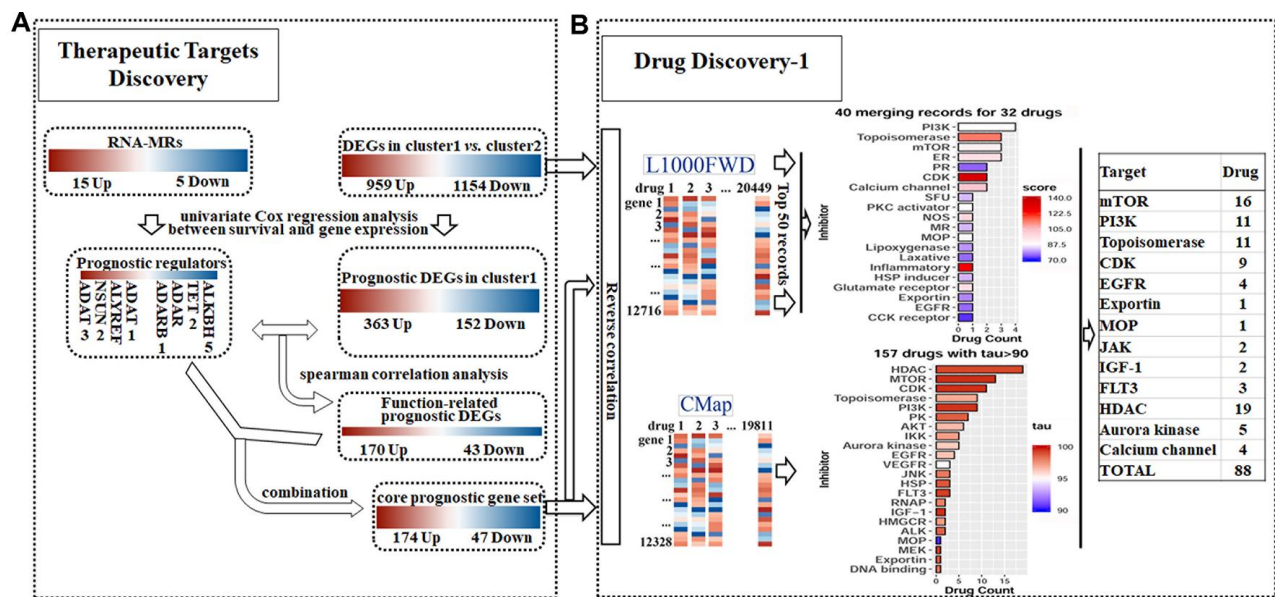 A
Therapeutic Targets
Discovery
RNA-MRs
15 Up 5 Down
DEGs in cluster1 vs. cluster2
959 Up 1154 Down
univariate Cox regression analysis
between survival and gene expression
Prognostic regulators
ADAT 3
NSUN 2
ALYREF
ADAT 1
ADARB 1
ADAR
TET 2
ALKBH 5
Prognostic DEGs in cluster1
363 Up 152 Down
spearman correlation analysis
Function-related
prognostic DEGs
170 Up 43 Down
combination
core prognostic gene set
174 Up 47 Down
B
Drug Discovery-1
Reverse correlation
L1000FWD
drug 1 2 3 ... 20449
gene 1
2
3
...
...
12716
Top 50 records
CMap
drug 1 2 3 ... 19811
gene 1
2
3
...
...
12328
40 merging records for 32 drugs
Inhibitor
PI3K
Topoisomerase
mTOR
ER
PR
CDK
Calcium channel
SFU
PKC activator
NOS
MR
MOP
Lipoxygenase
Laxative
Inflammatory
HSP inducer
Glutamate receptor
Exportin
EGFR
CCK receptor
0 1 2 3 4
Drug Count
score
140.0
122.5
105.0
87.5
70.0
157 drugs with tau>90
Inhibitor
HDAC
MTOR
CDK
Topoisomerase
PI3K
PK
AKT
IKK
Aurora kinase
EGFR
VEGFR
JNK
HSP
FLT3
RNAP
IGF-1
HMGCR
ALK
MOP
MEK
Exportin
DNA binding
0 5 10 15
Drug Count
tau
100
95
90
Target Drug
mTOR 16
PI3K 11
Topoisomerase 11
CDK 9
EGFR 4
Exportin 1
MOP 1
JAK 2
IGF-1 2
FLT3 3
HDAC 19
Aurora kinase 5
Calcium channel 4
TOTAL 88